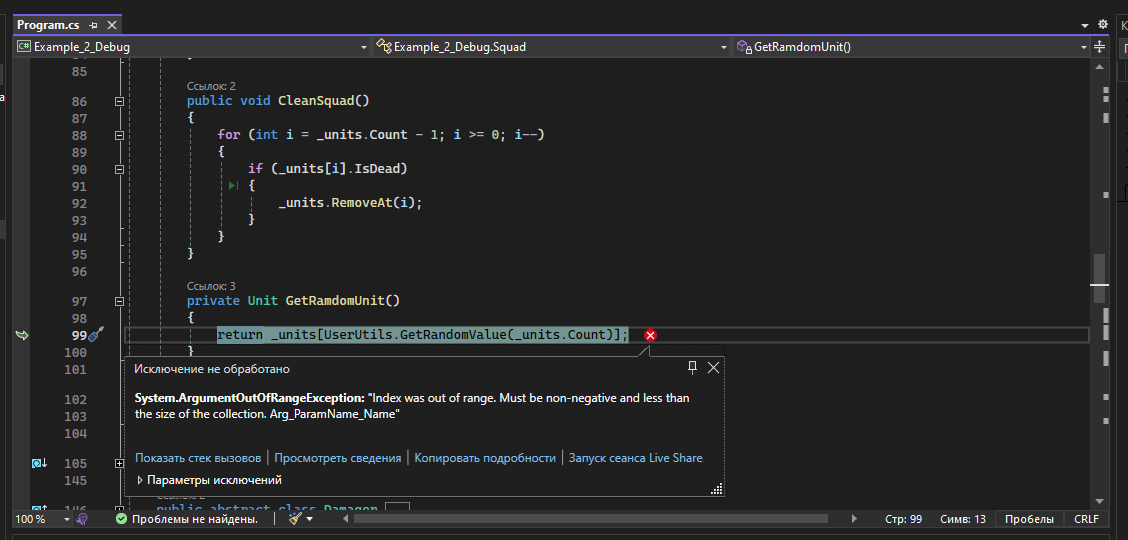 Program.cs
Example_2_Debug
Example_2_Debug.Squad
GetRamdomUnit()
85
Ссылок: 2
86 public void CleanSquad()
87 {
88 for (int i = _units.Count - 1; i >= 0; i--)
89 {
90 if (_units[i].IsDead)
91 {
92 _units.RemoveAt(i);
93 }
94 }
95 }
96
Ссылок: 3
97 private Unit GetRamdomUnit()
98 {
99 return _units[UserUtils.GetRandomValue(_units.Count)];
100 }
101
Исключение не обработано
System.ArgumentOutOfRangeException: "Index was out of range. Must be non-negative and less than
102
the size of the collection. Arg_ParamName_Name"
103
104
Показать стек вызовов | Просмотреть сведения | Копировать подробности | Запуск сеанса Live Share
105
Параметры исключений
145
146 public abstract class Damager ...
100 %
Проблемы не найдены.
Стр: 99
Симв: 13
Пробелы
CRLF